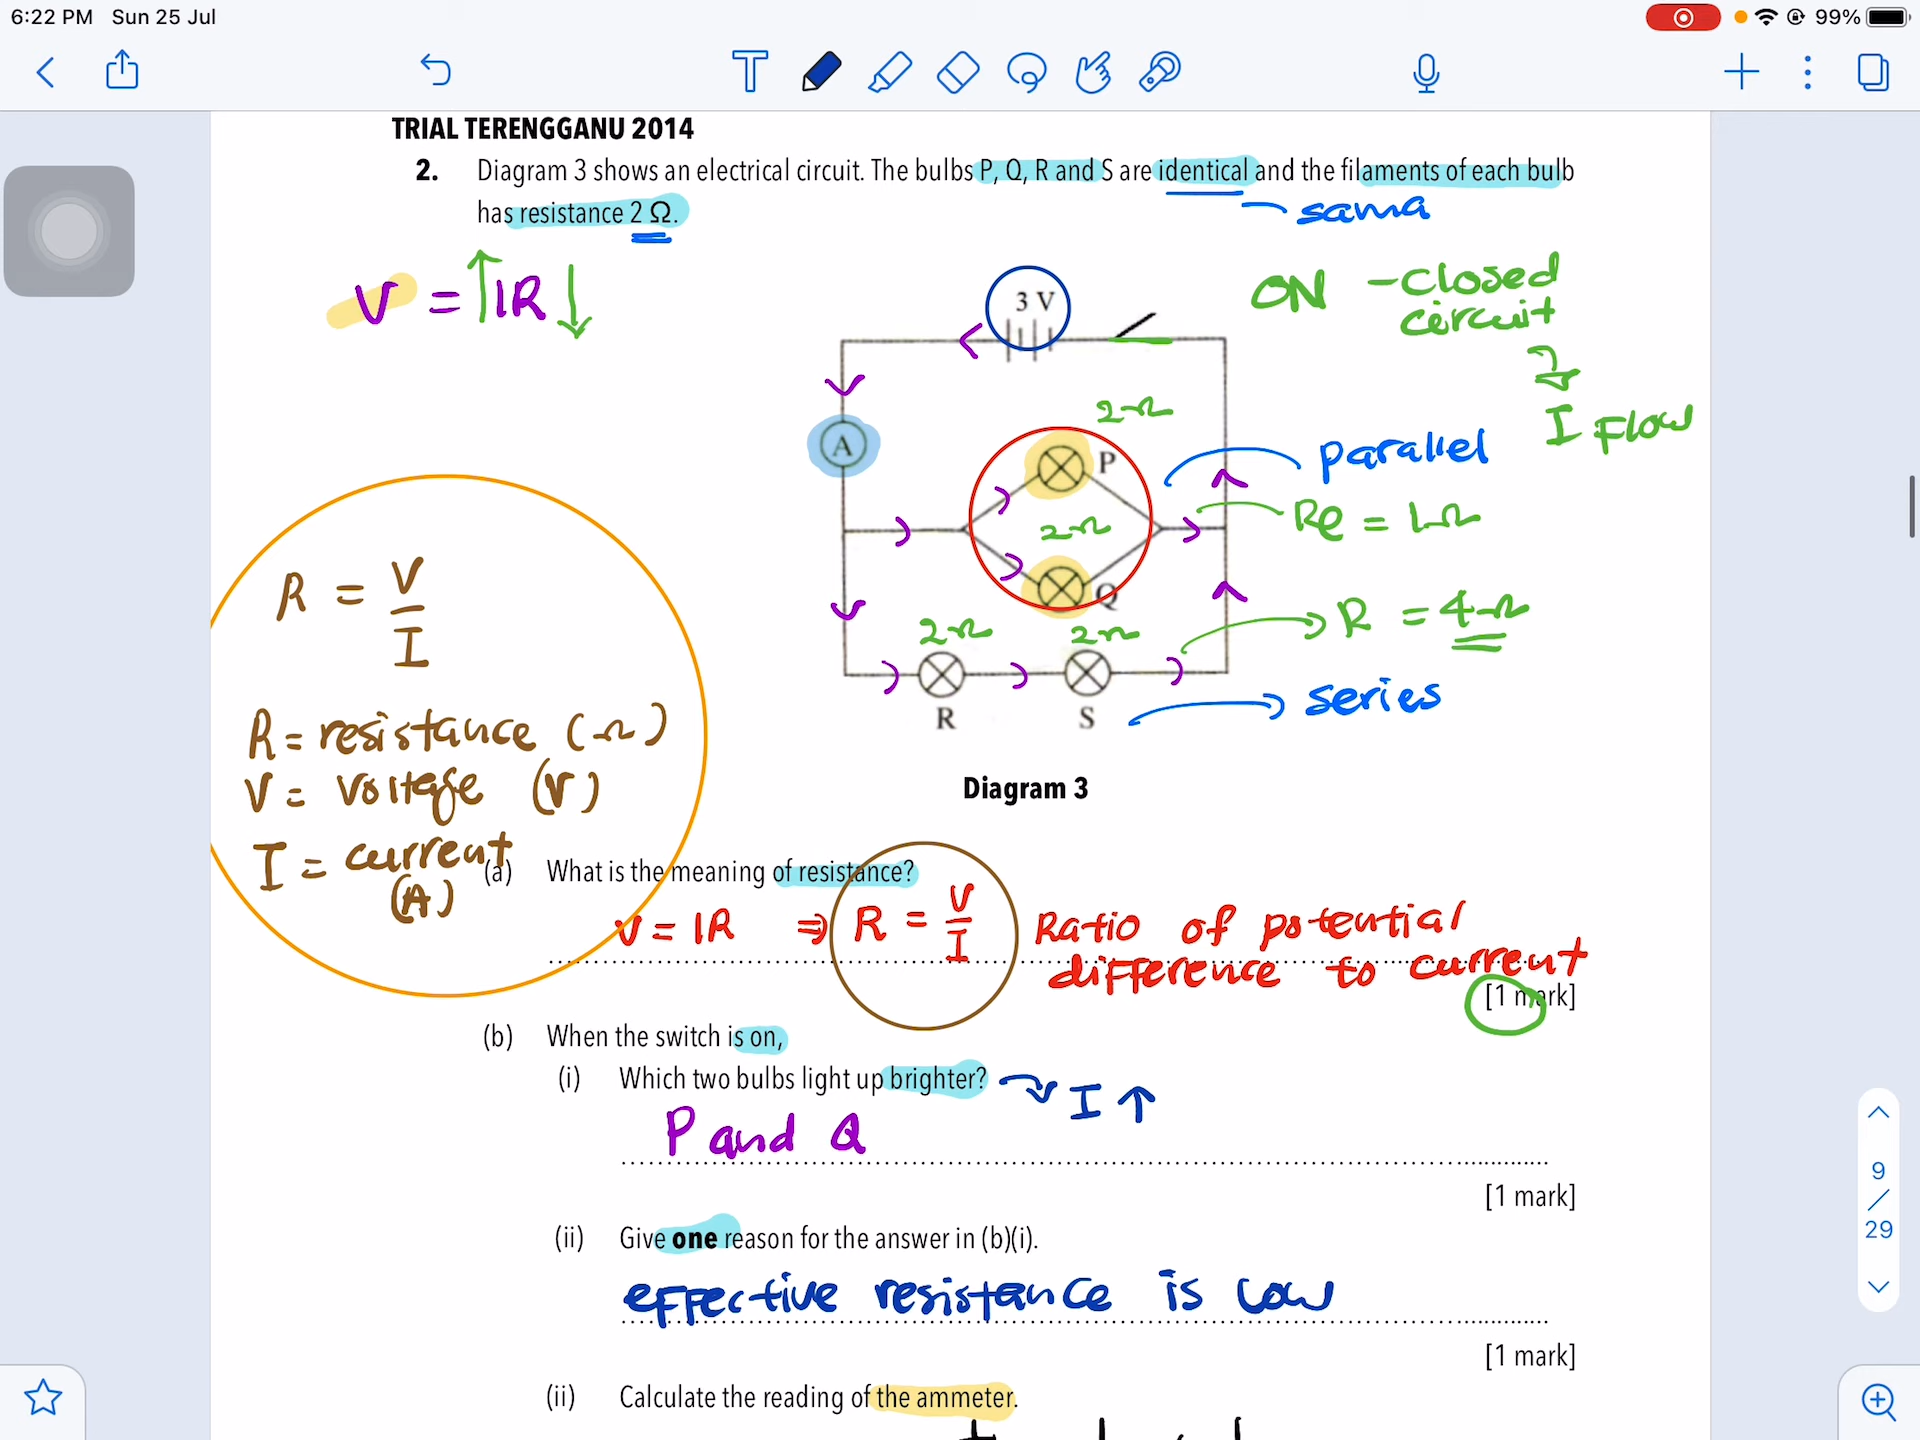 6:22 PM Sun 25 Jul
99%
T
TRIAL TERENGGANU 2014
2. Diagram 3 shows an electrical circuit. The bulbs P, Q, R and S are identical and the filaments of each bulb
has resistance 2 Ω.
sama
V = ↑IR↓
3 V
ON - closed
circuit
I Flow
A
2Ω
P
parallel
2Ω
Re = 1Ω
Q
2Ω 2Ω
R = 4Ω
R S
series
Diagram 3
R = V
I
R = resistance (Ω)
V = Voltage (V)
I = current
(A)
(a) What is the meaning of resistance?
V = IR ⇒ R = V
I
Ratio of potential
difference to current
[1 mark]
(b) When the switch is on,
(i) Which two bulbs light up brighter?
I ↑
P and Q
[1 mark]
(ii) Give one reason for the answer in (b)(i).
effective resistance is low
[1 mark]
(ii) Calculate the reading of the ammeter.
9
/
29